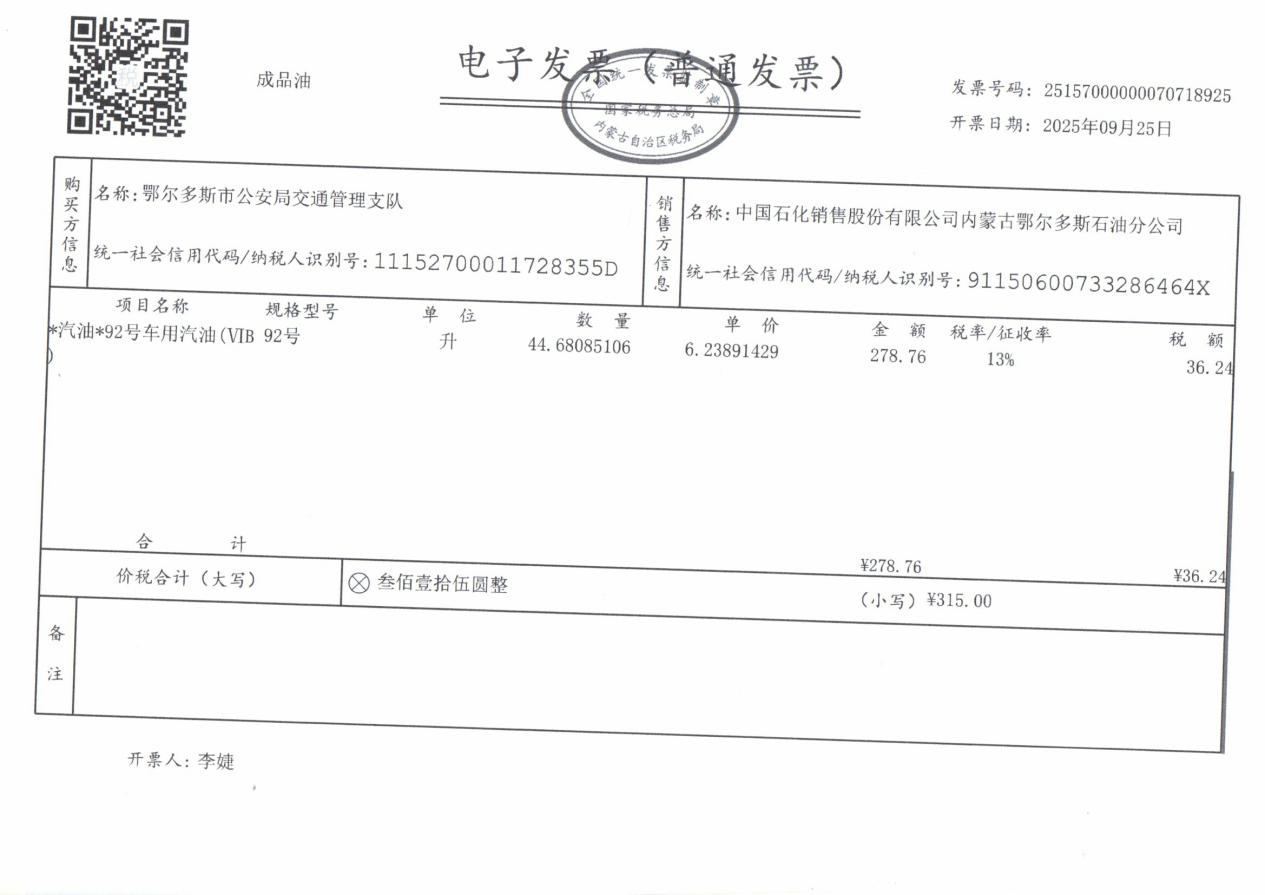 税
成品油
电子发票（普通发票）
全国统一发票监制章
国家税务总局
内蒙古自治区税务局
发票号码：25157000000070718925
开票日期：2025年09月25日
购买方信息
名称：鄂尔多斯市公安局交通管理支队
统一社会信用代码/纳税人识别号：11152700011728355D
销售方信息
名称：中国石化销售股份有限公司内蒙古鄂尔多斯石油分公司
统一社会信用代码/纳税人识别号：91150600733286464X
项目名称 规格型号 单 位 数 量 单 价 金 额 税率/征收率 税 额
*汽油*92号车用汽油(VIB 92号 升 44.68085106 6.23891429 278.76 13% 36.24
)
合 计 ¥278.76 ¥36.24
价税合计（大写） ⊗ 叁佰壹拾伍圆整 （小写）¥315.00
备注
开票人：李婕